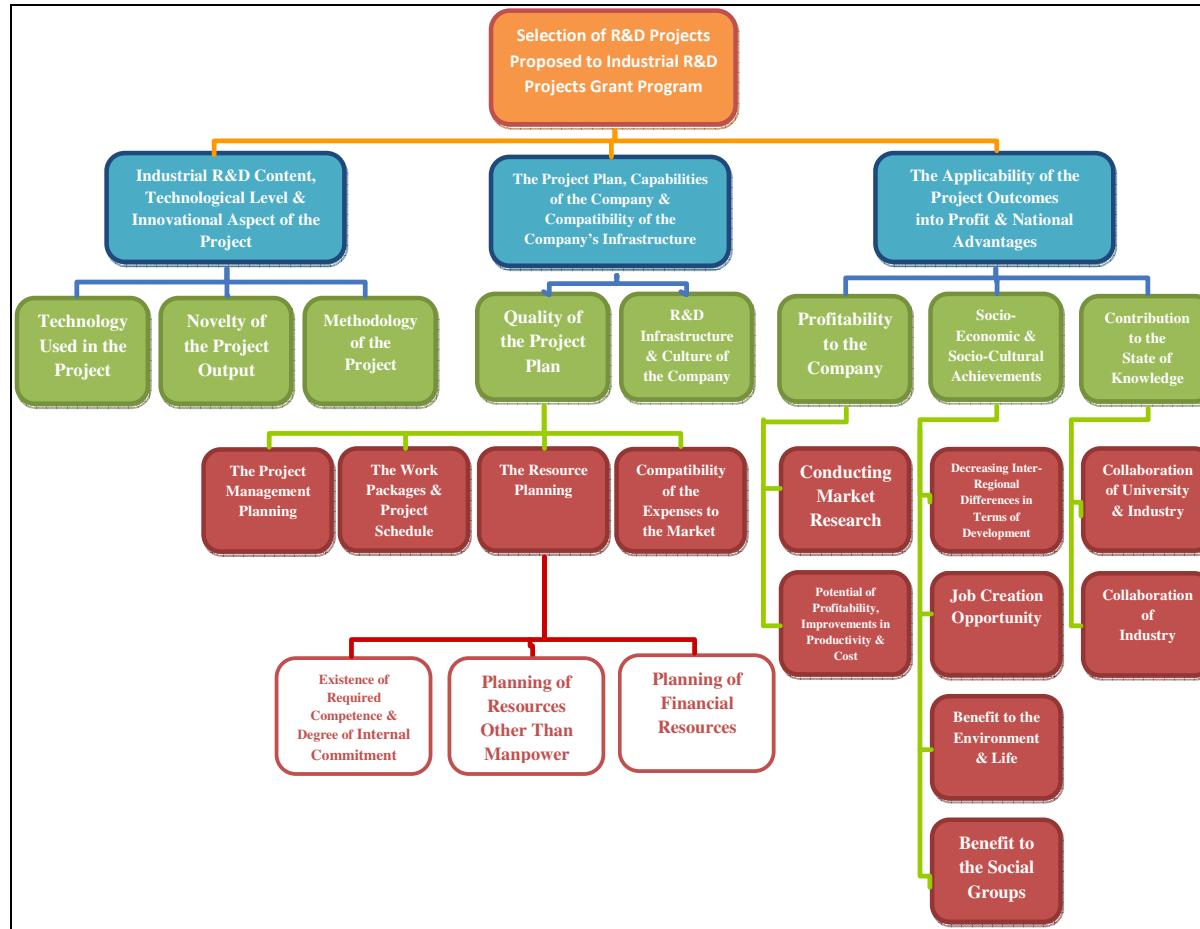 Selection of R&D Projects
Proposed to Industrial R&D
Projects Grant Program
Industrial R&D Content,
Technological Level &
Innovational Aspect of the
Project
The Project Plan, Capabilities
of the Company &
Compatibility of the
Company's Infrastructure
The Applicability of the
Project Outcomes
into Profit & National
Advantages
Technology
Used in the
Project
Novelty of
the Project
Output
Methodology
of the
Project
Quality of
the Project
Plan
R&D
Infrastructure
& Culture of
the Company
Profitability
to the
Company
Socio-
Economic &
Socio-Cultural
Achievements
Contribution
to the
State of
Knowledge
The Project
Management
Planning
The Work
Packages &
Project
Schedule
The Resource
Planning
Compatibility
of the
Expenses to
the Market
Conducting
Market
Research
Decreasing Inter-
Regional
Differences in
Terms of
Development
Collaboration
of University
& Industry
Potential of
Profitability,
Improvements in
Productivity &
Cost
Job Creation
Opportunity
Collaboration
of
Industry
Existence of
Required
Competence &
Degree of Internal
Commitment
Planning of
Resources
Other Than
Manpower
Planning of
Financial
Resources
Benefit to the
Environment
& Life
Benefit to
the Social
Groups